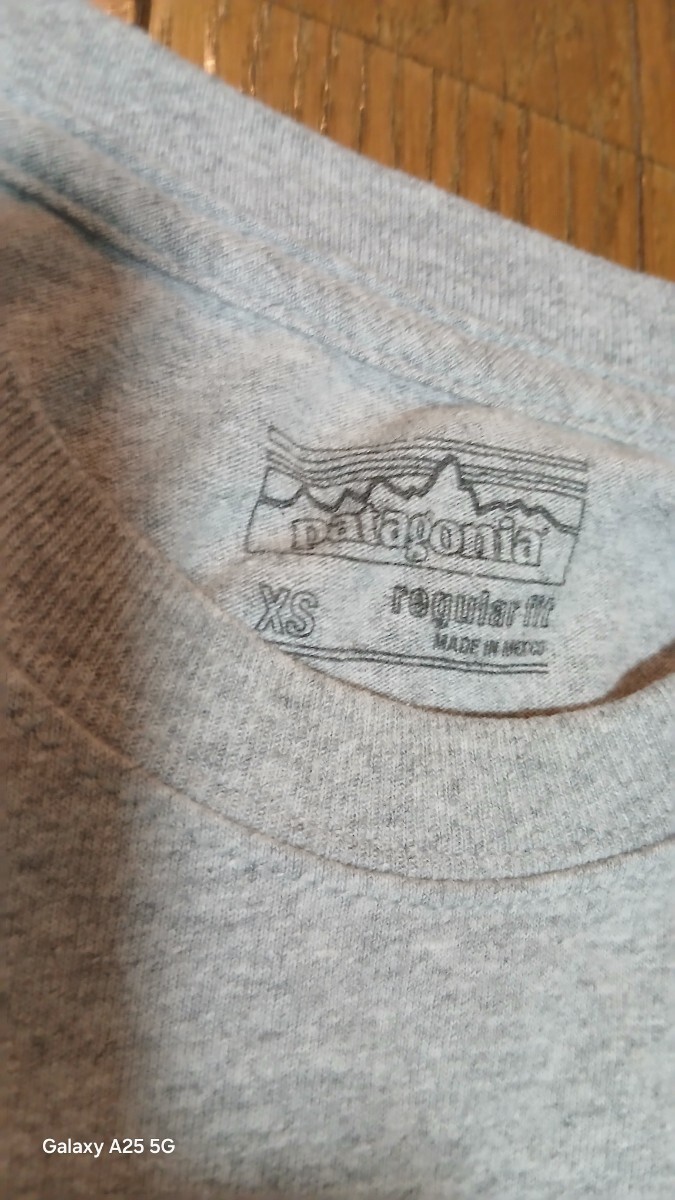 patagonia
XS
regular fit
MADE IN MEXICO
Galaxy A25 5G